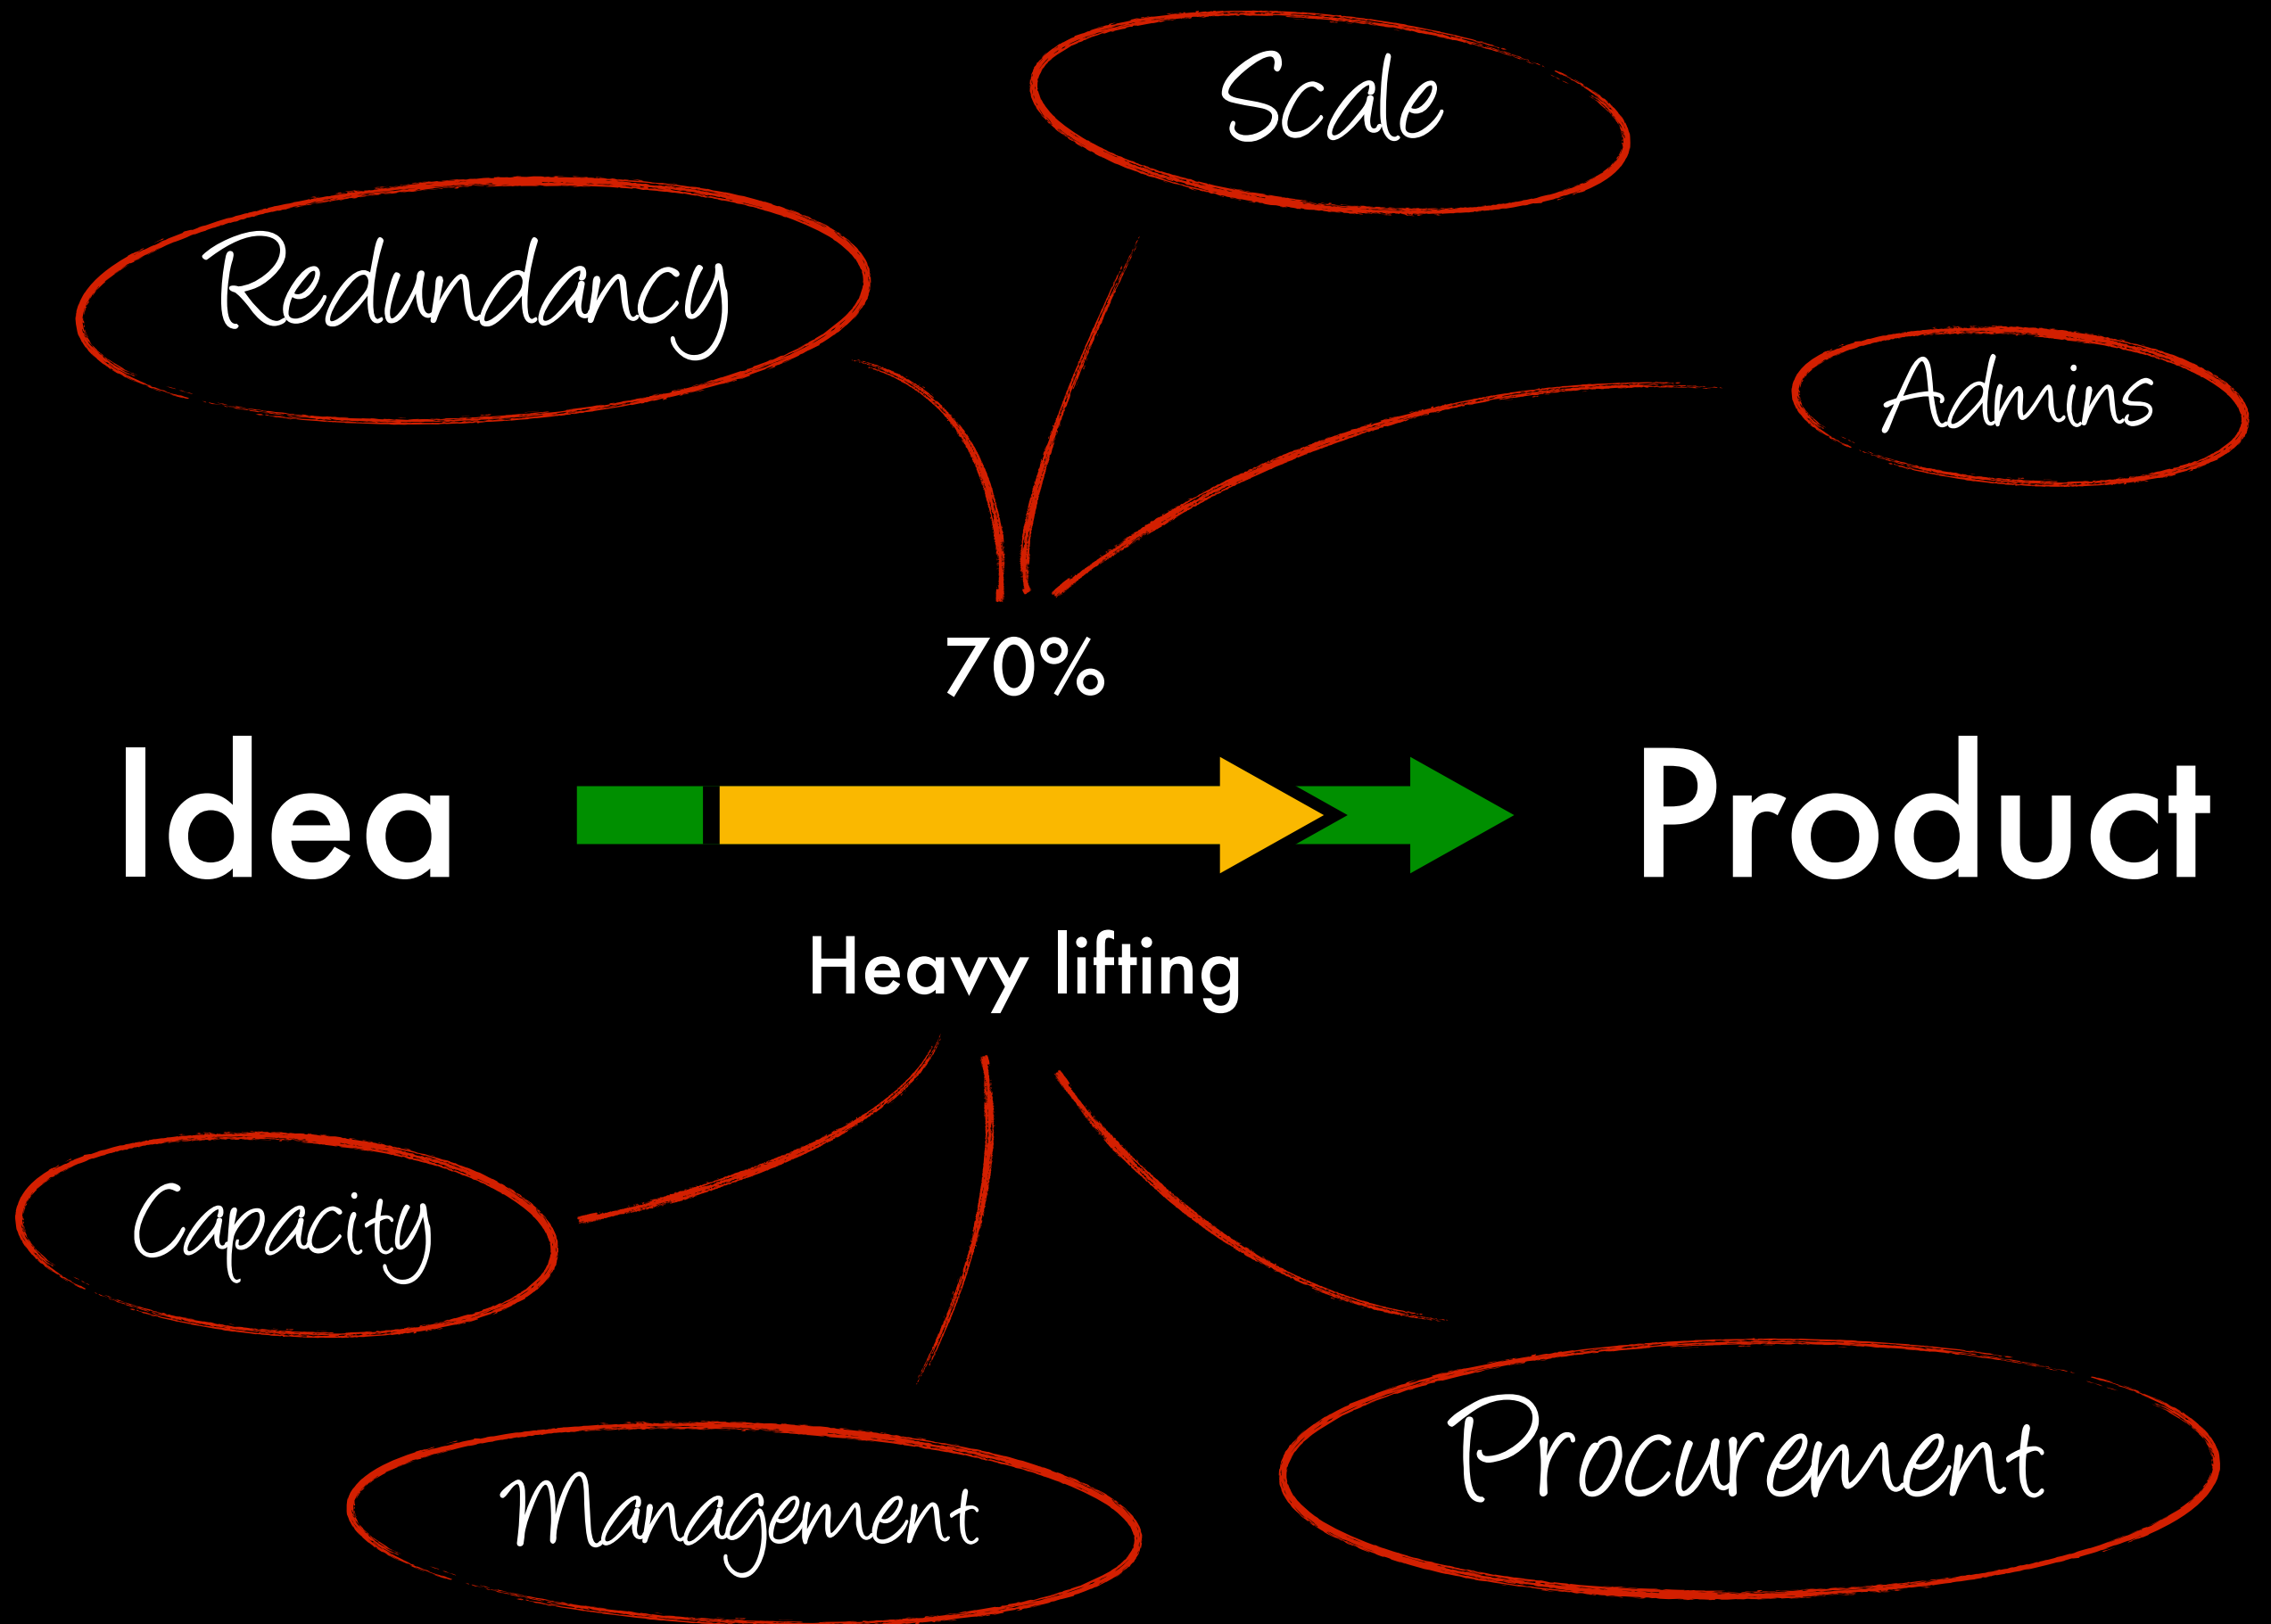 Scale
Redundancy
Admins
70%
Idea
Product
Heavy lifting
Capacity
Management
Procurement